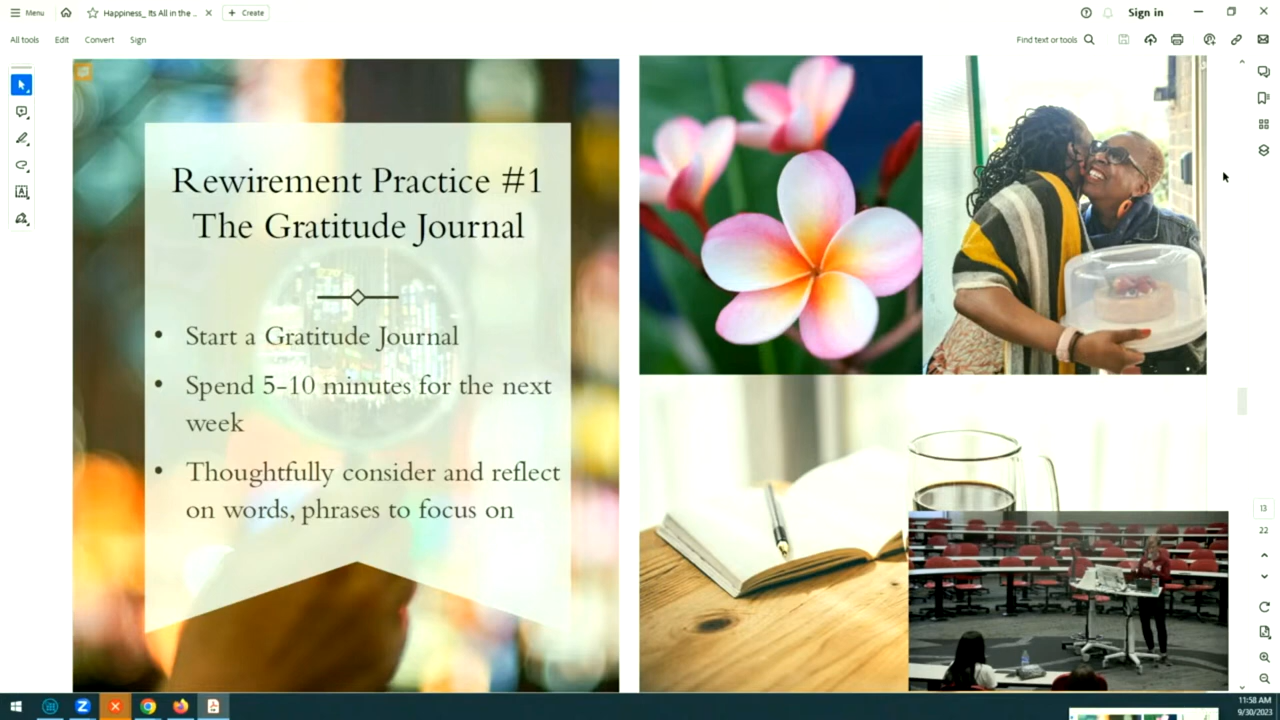 Menu
Happiness_ Its All in the ..
Create
Sign in
All tools
Edit
Convert
Sign
Find text or tools
Rewirement Practice #1
The Gratitude Journal
• Start a Gratitude Journal
• Spend 5-10 minutes for the next
week
• Thoughtfully consider and reflect
on words, phrases to focus on
13
22
11:58 AM
9/30/2023